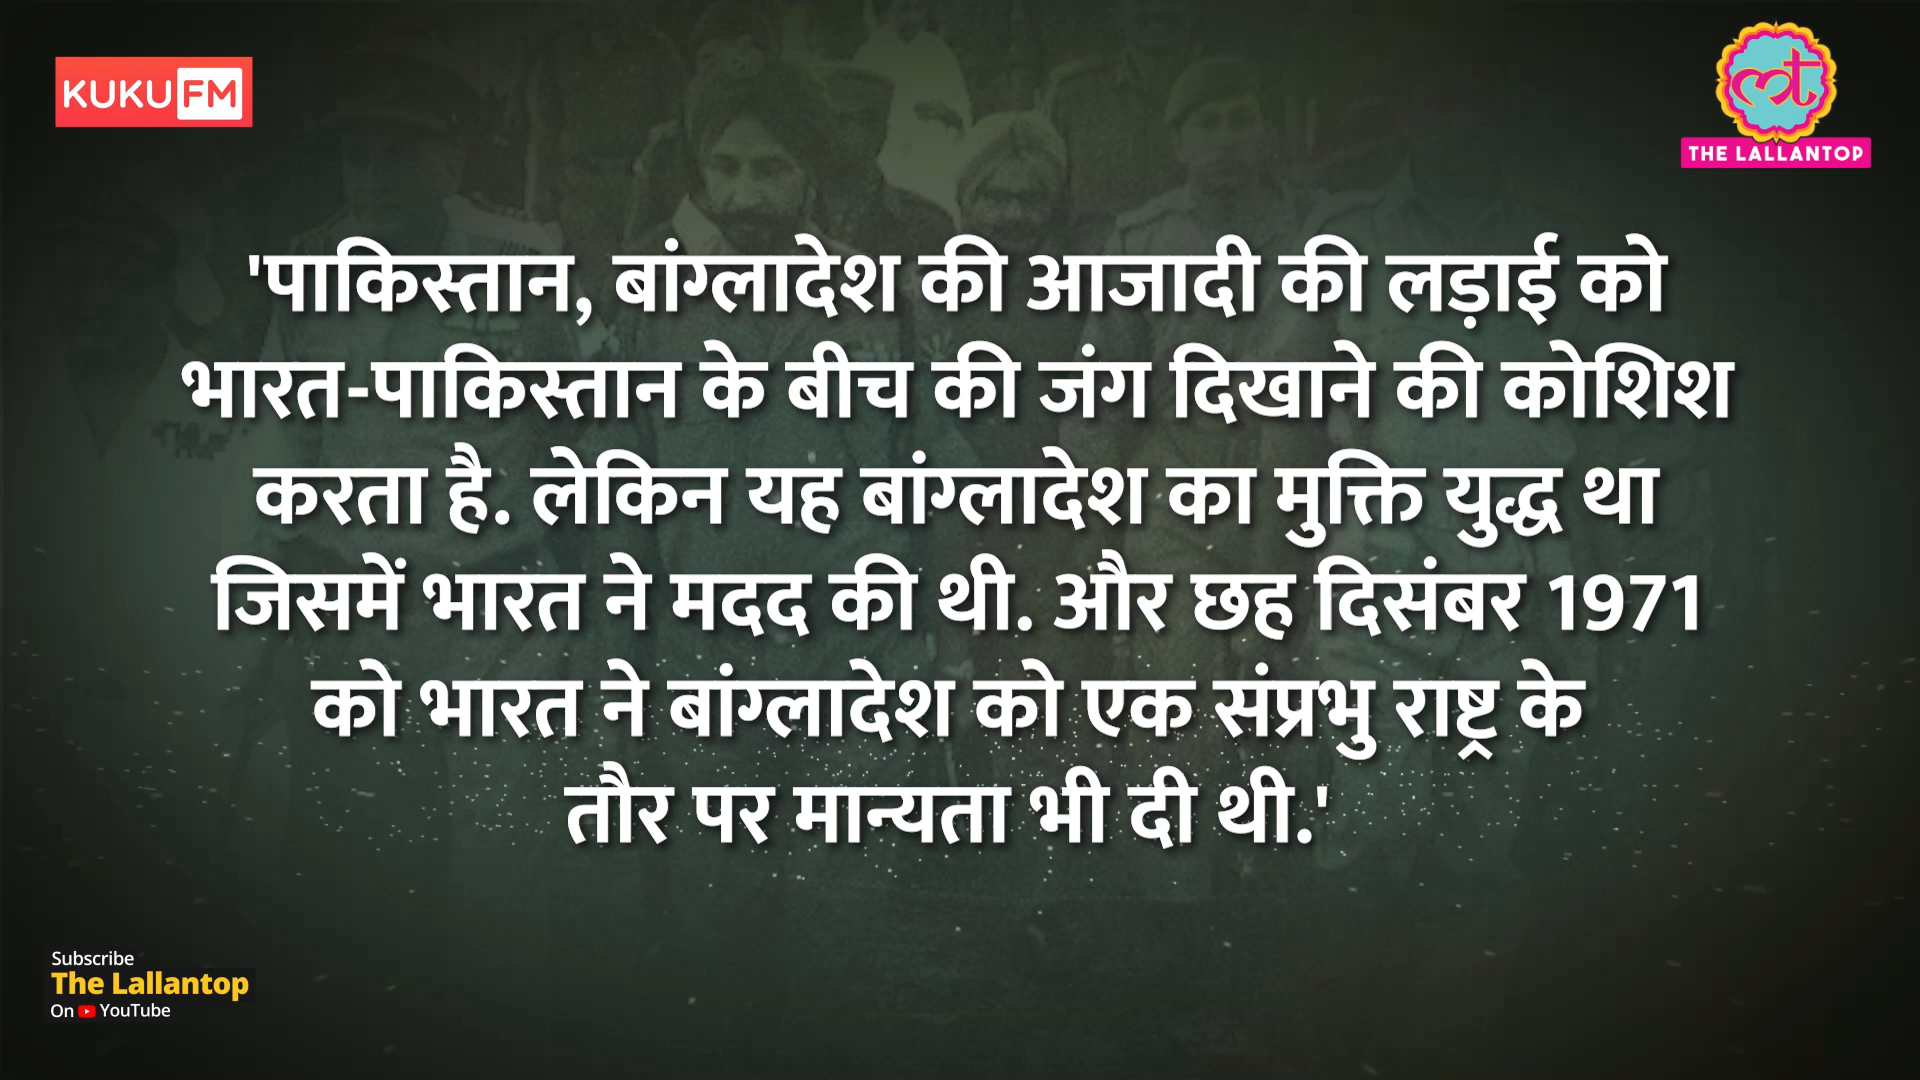 KUKU FM
THE LALLANTOP
'पाकिस्तान, बांग्लादेश की आजादी की लड़ाई को
भारत-पाकिस्तान के बीच की जंग दिखाने की कोशिश
करता है. लेकिन यह बांग्लादेश का मुक्ति युद्ध था
जिसमें भारत ने मदद की थी. और छह दिसंबर 1971
को भारत ने बांग्लादेश को एक संप्रभु राष्ट्र के
तौर पर मान्यता भी दी थी.'
Subscribe
The Lallantop
On YouTube